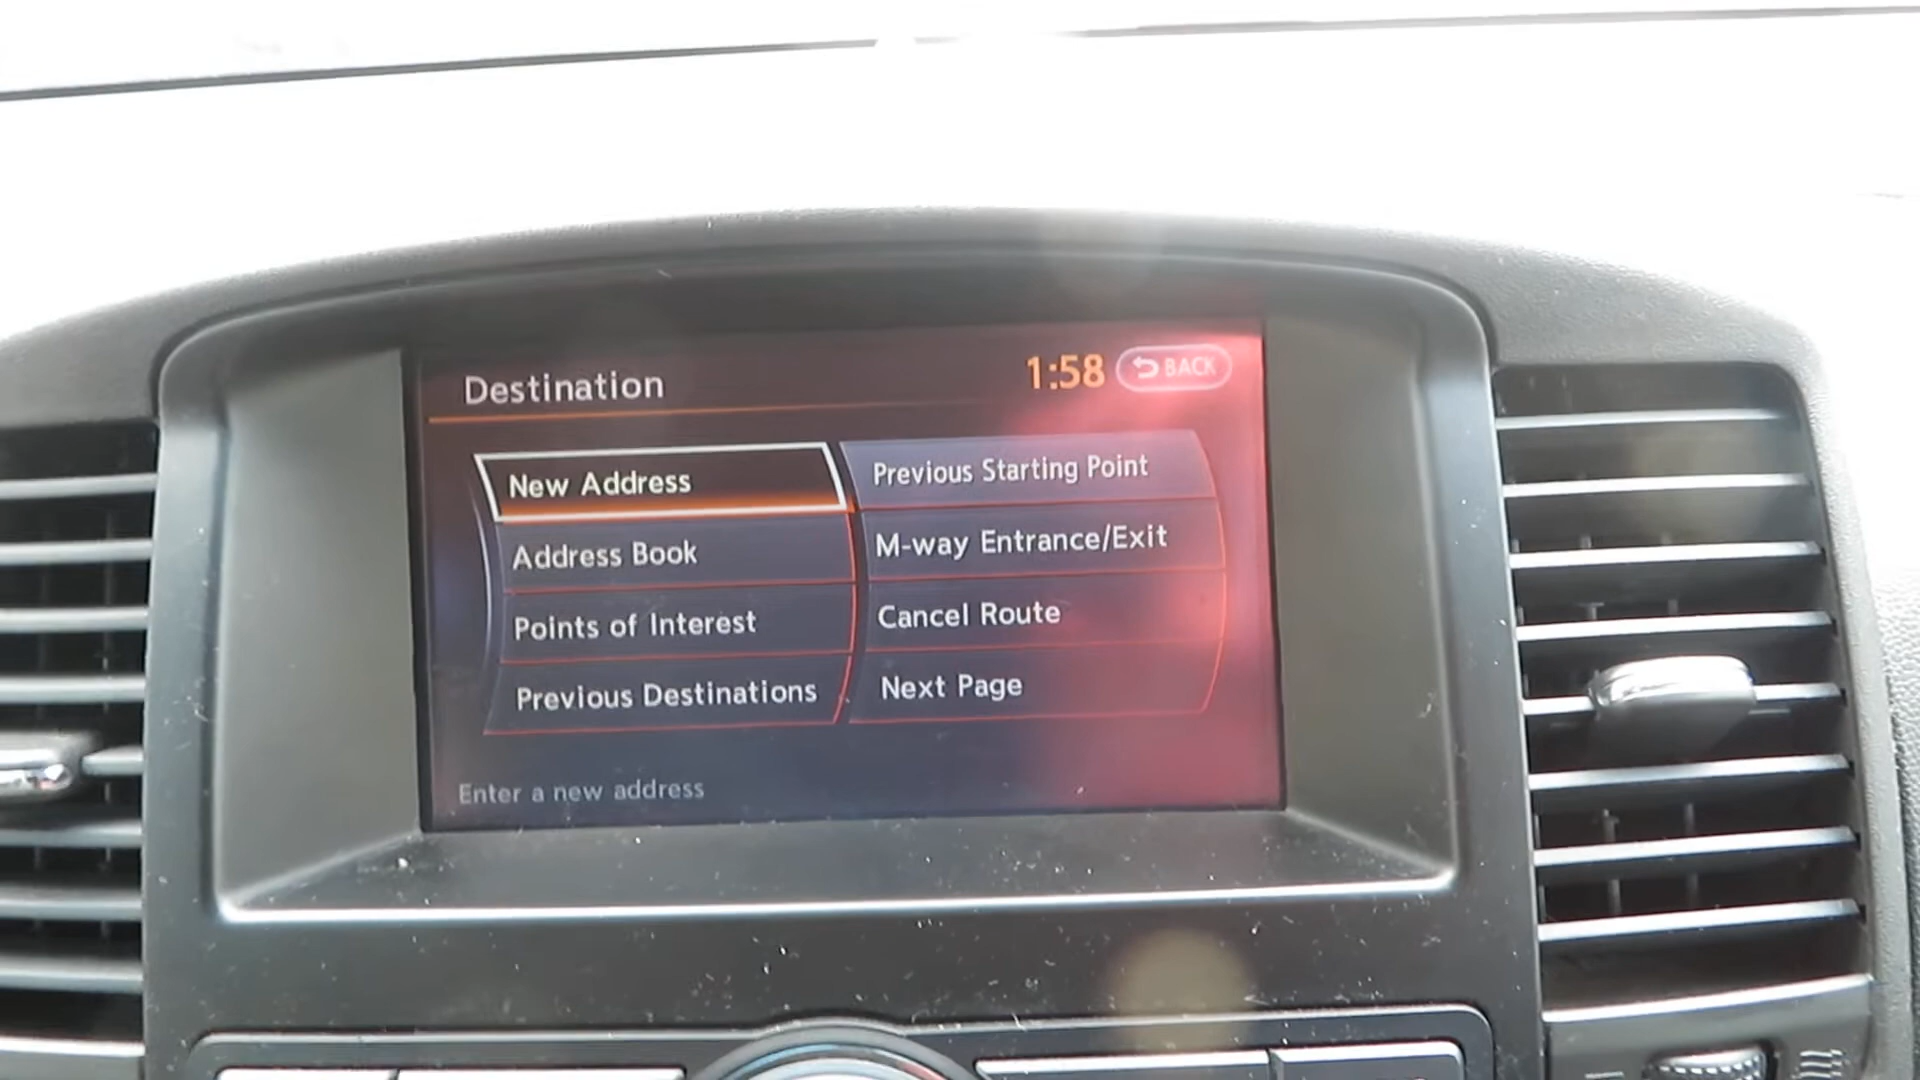 Destination
1:58
BACK
New Address
Address Book
Points of Interest
Previous Destinations
Previous Starting Point
M-way Entrance/Exit
Cancel Route
Next Page
Enter a new address